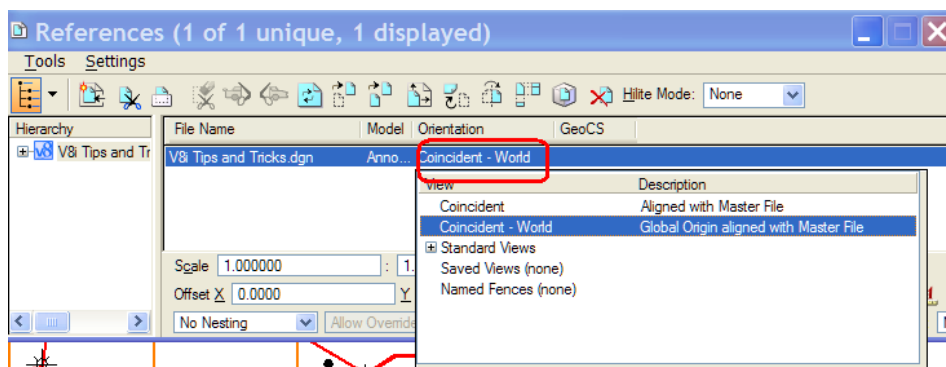 References (1 of 1 unique, 1 displayed)
Tools Settings
Hilite Mode: None
Hierarchy File Name Model Orientation GeoCS
V8i Tips and Tr V8i Tips and Tricks.dgn Anno... Coincident - World
View Description
Coincident Aligned with Master File
Coincident - World Global Origin aligned with Master File
Standard Views
Scale 1.000000 : 1. Saved Views (none)
Offset X 0.0000 Y Named Fences (none)
No Nesting Allow Override